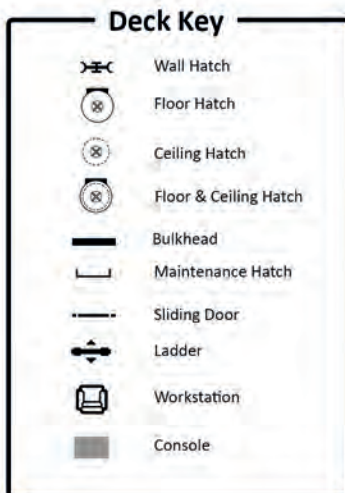 Deck Key
Wall Hatch
Floor Hatch
Ceiling Hatch
Floor & Ceiling Hatch
Bulkhead
Maintenance Hatch
Sliding Door
Ladder
Workstation
Console